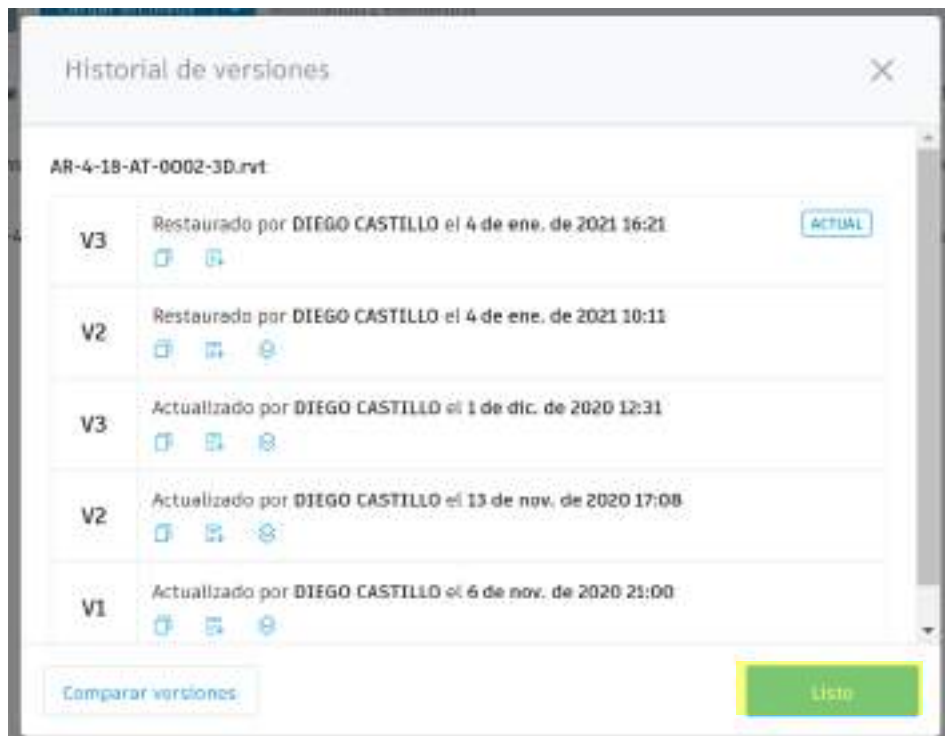 Historial de versiones
AR-4-18-AT-0002-3D.rvt
V3
Restaurado por DIEGO CASTILLO el 4 de ene. de 2021 16:21
ACTUAL
V2
Restaurado por DIEGO CASTILLO el 4 de ene. de 2021 10:11
V3
Actualizado por DIEGO CASTILLO el 1 de dic. de 2020 12:31
V2
Actualizado por DIEGO CASTILLO el 13 de nov. de 2020 17:08
V1
Actualizado por DIEGO CASTILLO el 6 de nov. de 2020 21:00
Comparar versiones
Listo